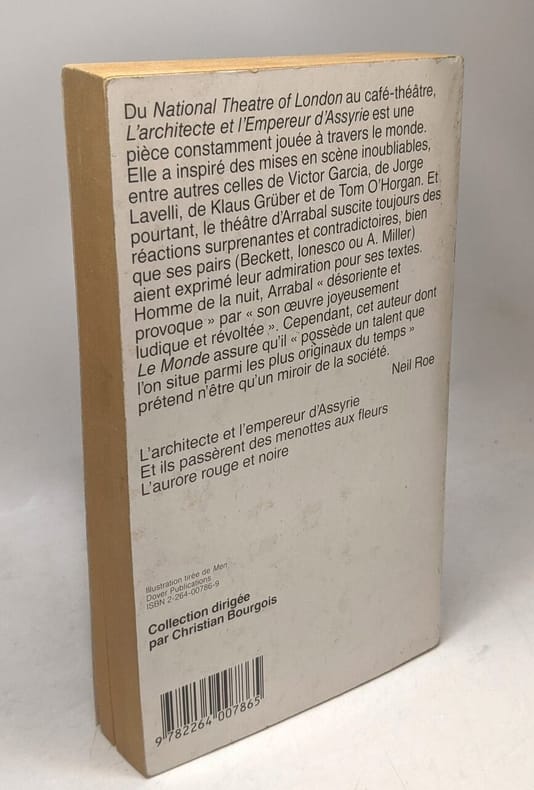 Du National Theatre of London au café-théâtre,
L'architecte et l'Empereur d'Assyrie est une
pièce constamment jouée à travers le monde.
Elle a inspiré des mises en scène inoubliables,
entre autres celles de Victor Garcia, de Jorge
Lavelli, de Klaus Grüber et de Tom O'Horgan. Et
pourtant, le théâtre d'Arrabal suscite toujours des
réactions surprenantes et contradictoires, bien
que ses pairs (Beckett, Ionesco ou A. Miller)
aient exprimé leur admiration pour ses textes.
Homme de la nuit, Arrabal « désoriente et
provoque » par « son œuvre joyeusement
ludique et révoltée ». Cependant, cet auteur dont
Le Monde assure qu'il « possède un talent que
l'on situe parmi les plus originaux du temps »
prétend n'être qu'un miroir de la société.
Neil Roe
L'architecte et l'empereur d'Assyrie
Et ils passèrent des menottes aux fleurs
L'aurore rouge et noire
Illustration tirée de Men
Dover Publications
ISBN 2-264-00786-9
Collection dirigée
par Christian Bourgois
9 782264 007865